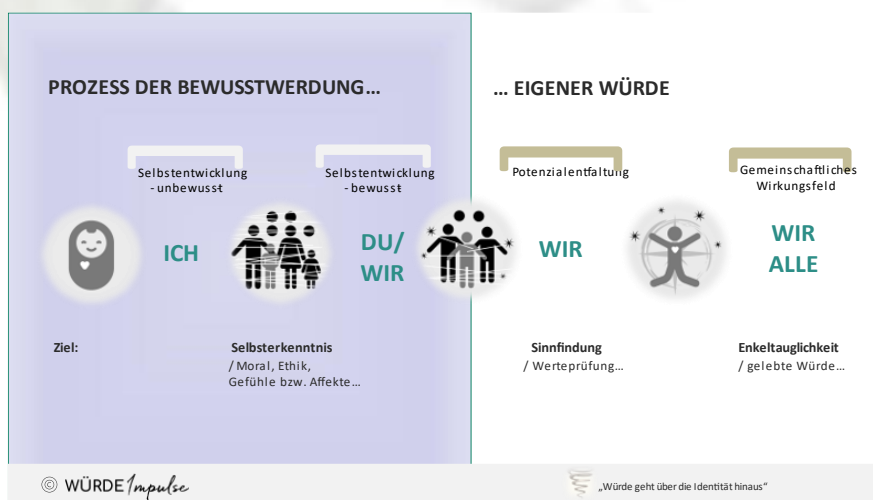 PROZESS DER BEWUSSTWERDUNG…
… EIGENER WÜRDE
Selbstentwicklung
- unbewusst
Selbstentwicklung
- bewusst
Potenzialentfaltung
Gemeinschaftliches
Wirkungsfeld
ICH
DU/
WIR
WIR
WIR
ALLE
Ziel:
Selbsterkenntnis
/ Moral, Ethik,
Gefühle bzw. Affekte…
Sinnfindung
/ Werteprüfung…
Enkeltauglichkeit
/ gelebte Würde…
© WÜRDE Impulse
„Würde geht über die Identität hinaus“